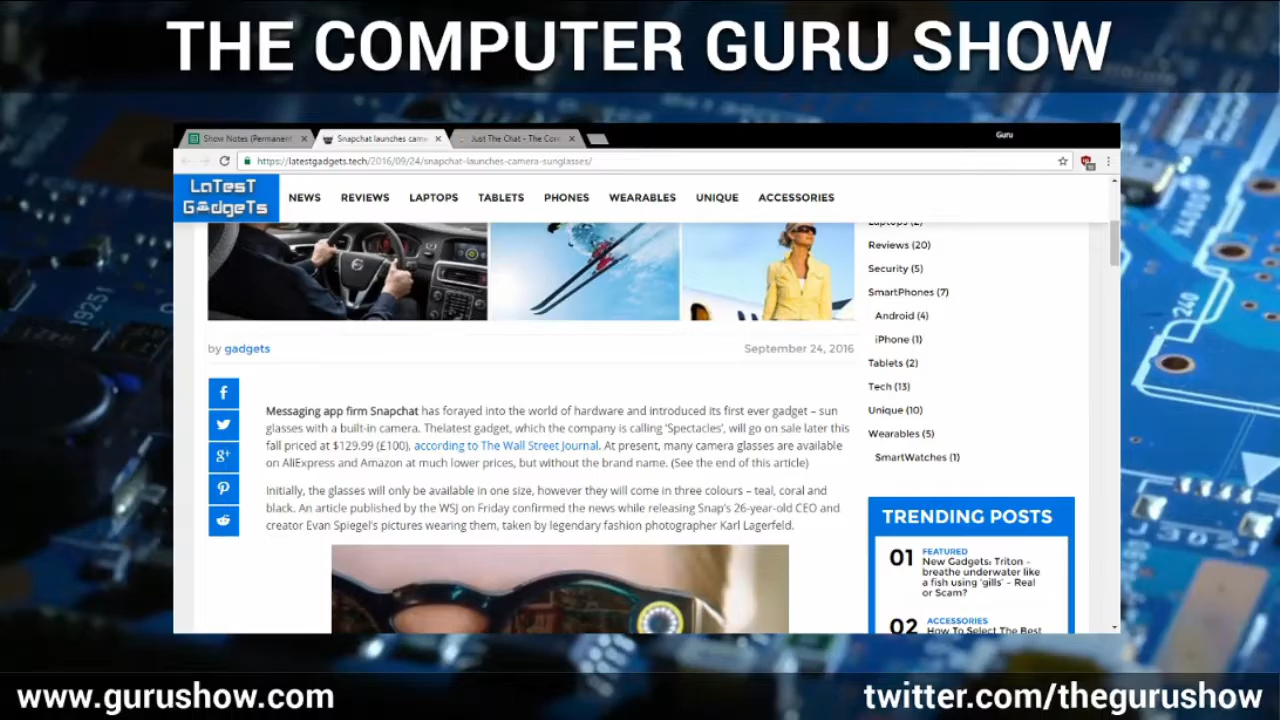 THE COMPUTER GURU SHOW
Show Notes (Permanent
Snapchat launches came
Just The Chat - The Com
Guru
https://latestgadgets.tech/2016/09/24/snapchat-launches-camera-sunglasses/
LaTesT
GadgeTs
NEWS REVIEWS LAPTOPS TABLETS PHONES WEARABLES UNIQUE ACCESSORIES
Laptops (2)
Reviews (20)
Security (5)
SmartPhones (7)
Android (4)
iPhone (1)
Tablets (2)
Tech (13)
Unique (10)
Wearables (5)
SmartWatches (1)
by gadgets
September 24, 2016
Messaging app firm Snapchat has forayed into the world of hardware and introduced its first ever gadget – sun
glasses with a built-in camera. Thelatest gadget, which the company is calling ‘Spectacles’, will go on sale later this
fall priced at $129.99 (£100), according to The Wall Street Journal. At present, many camera glasses are available
on AliExpress and Amazon at much lower prices, but without the brand name. (See the end of this article)
Initially, the glasses will only be available in one size, however they will come in three colours – teal, coral and
black. An article published by the WSJ on Friday confirmed the news while releasing Snap’s 26-year-old CEO and
creator Evan Spiegel’s pictures wearing them, taken by legendary fashion photographer Karl Lagerfeld.
TRENDING POSTS
01 FEATURED
New Gadgets: Triton -
breathe underwater like
a fish using ‘gills’ – Real
or Scam?
02 ACCESSORIES
How To Select The Best
www.gurushow.com
twitter.com/thegurushow